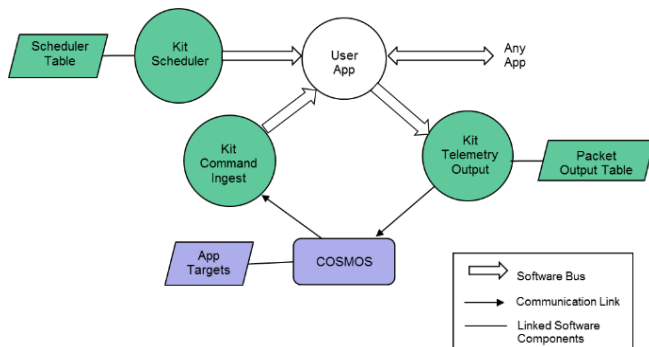 Scheduler
Table
Kit
Scheduler
User
App
Any
App
Kit
Command
Ingest
Kit
Telemetry
Output
Packet
Output Table
App
Targets
COSMOS
Software Bus
Communication Link
Linked Software
Components